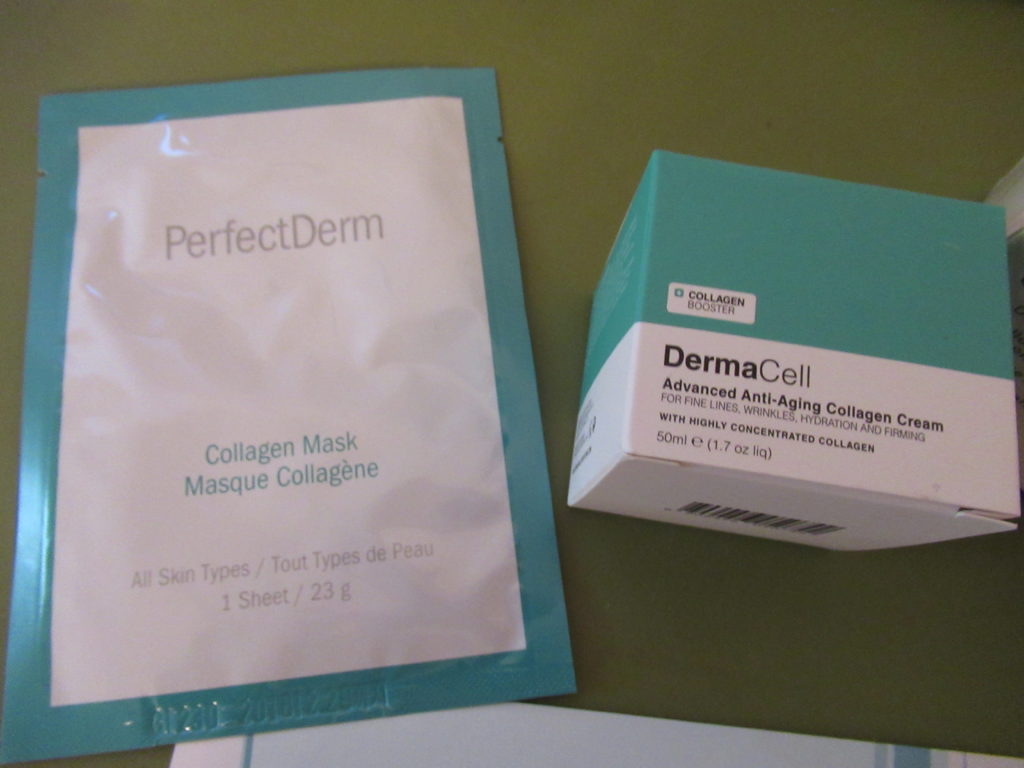 PerfectDerm
Collagen Mask
Masque Collagène
All Skin Types / Tout Types de Peau
1 Sheet / 23 g
COLLAGEN
BOOSTER
DermaCell
Advanced Anti-Aging Collagen Cream
FOR FINE LINES, WRINKLES, HYDRATION AND FIRMING
WITH HIGHLY CONCENTRATED COLLAGEN
50ml ℮ (1.7 oz liq)